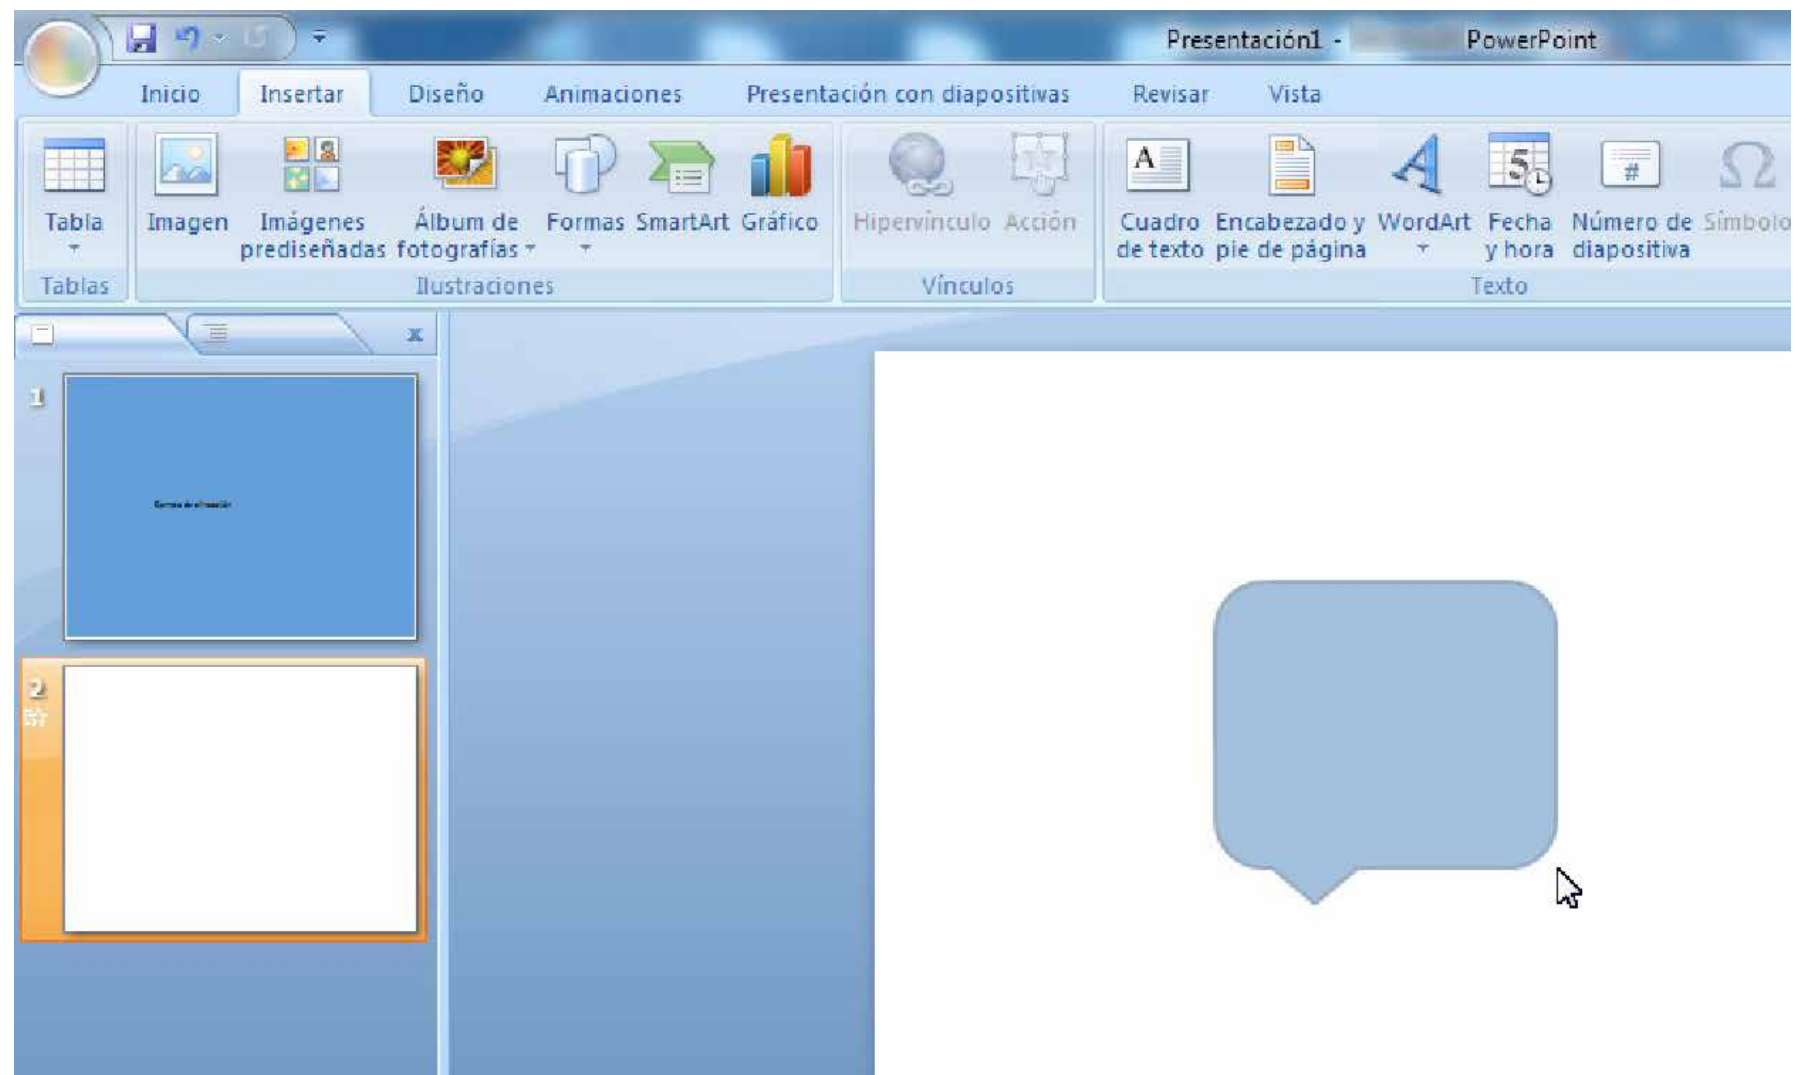 Presentación1 - PowerPoint
Inicio Insertar Diseño Animaciones Presentación con diapositivas Revisar Vista
Tabla Imagen Imágenes prediseñadas Álbum de fotografías Formas SmartArt Gráfico Hipervínculo Acción Cuadro de texto Encabezado y pie de página WordArt Fecha y hora Número de diapositiva Símbolo
Tablas Ilustraciones Vínculos Texto
1
2